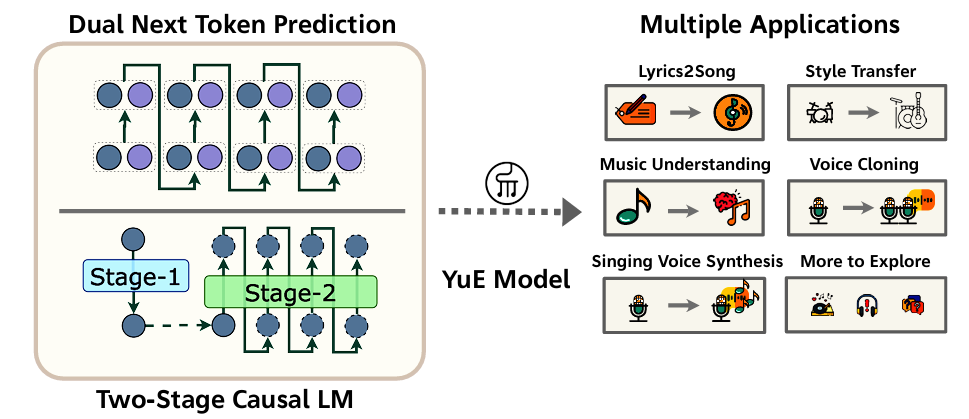 Dual Next Token Prediction
Stage-1
Stage-2
Two-Stage Causal LM
YuE Model
Multiple Applications
Lyrics2Song
Style Transfer
Music Understanding
Voice Cloning
Singing Voice Synthesis
More to Explore